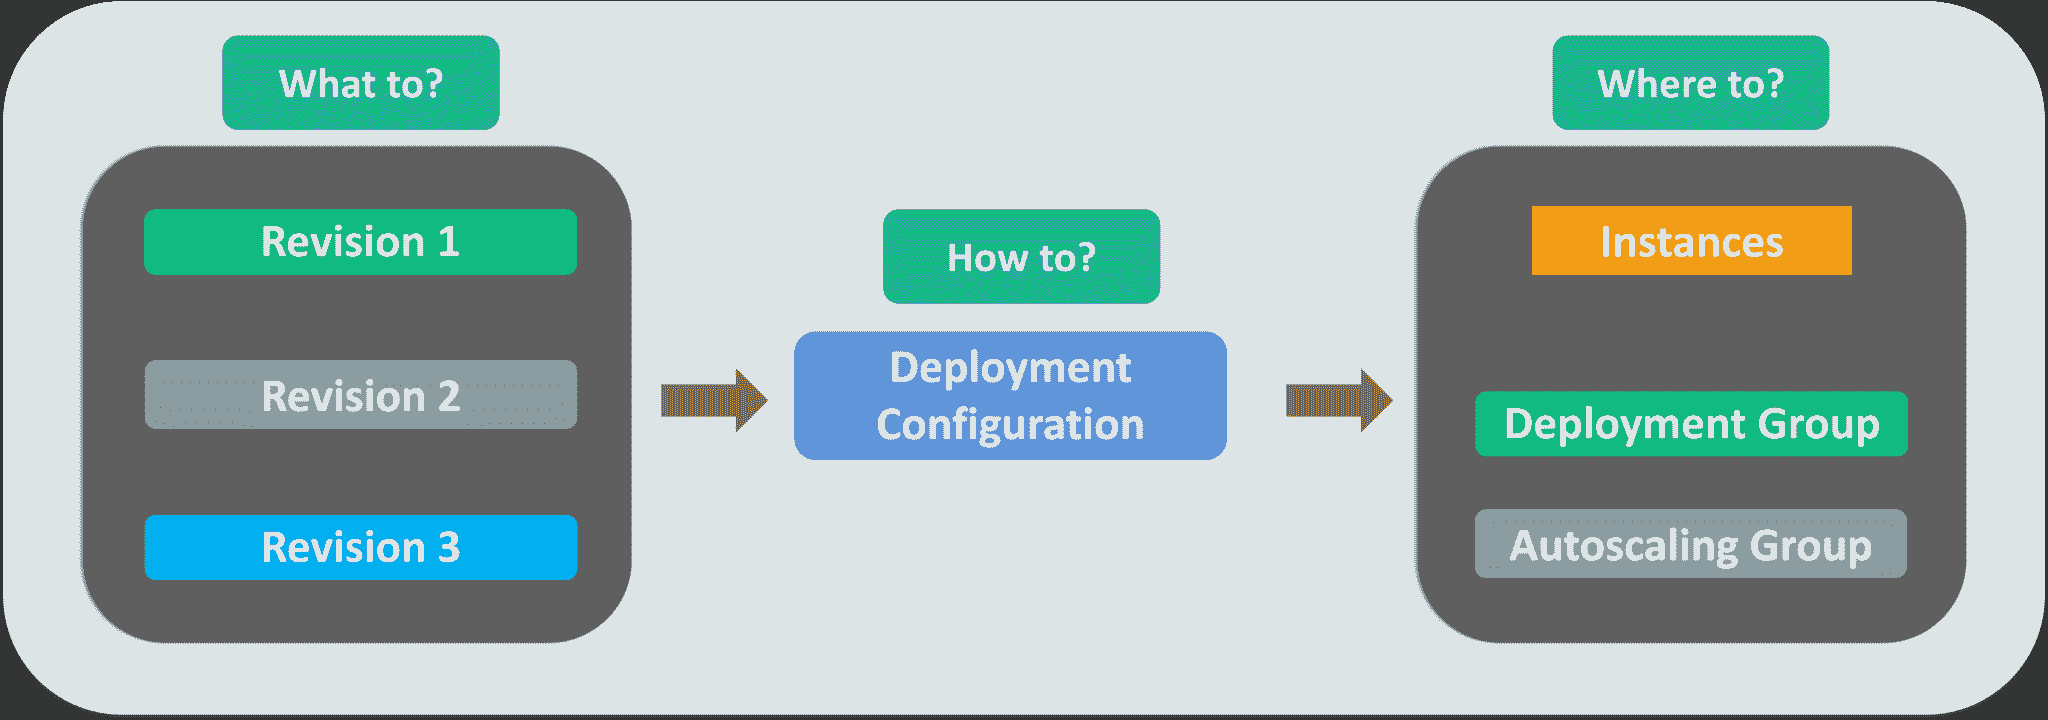 What to?
Revision 1
Revision 2
Revision 3
How to?
Deployment
Configuration
Where to?
Instances
Deployment Group
Autoscaling Group